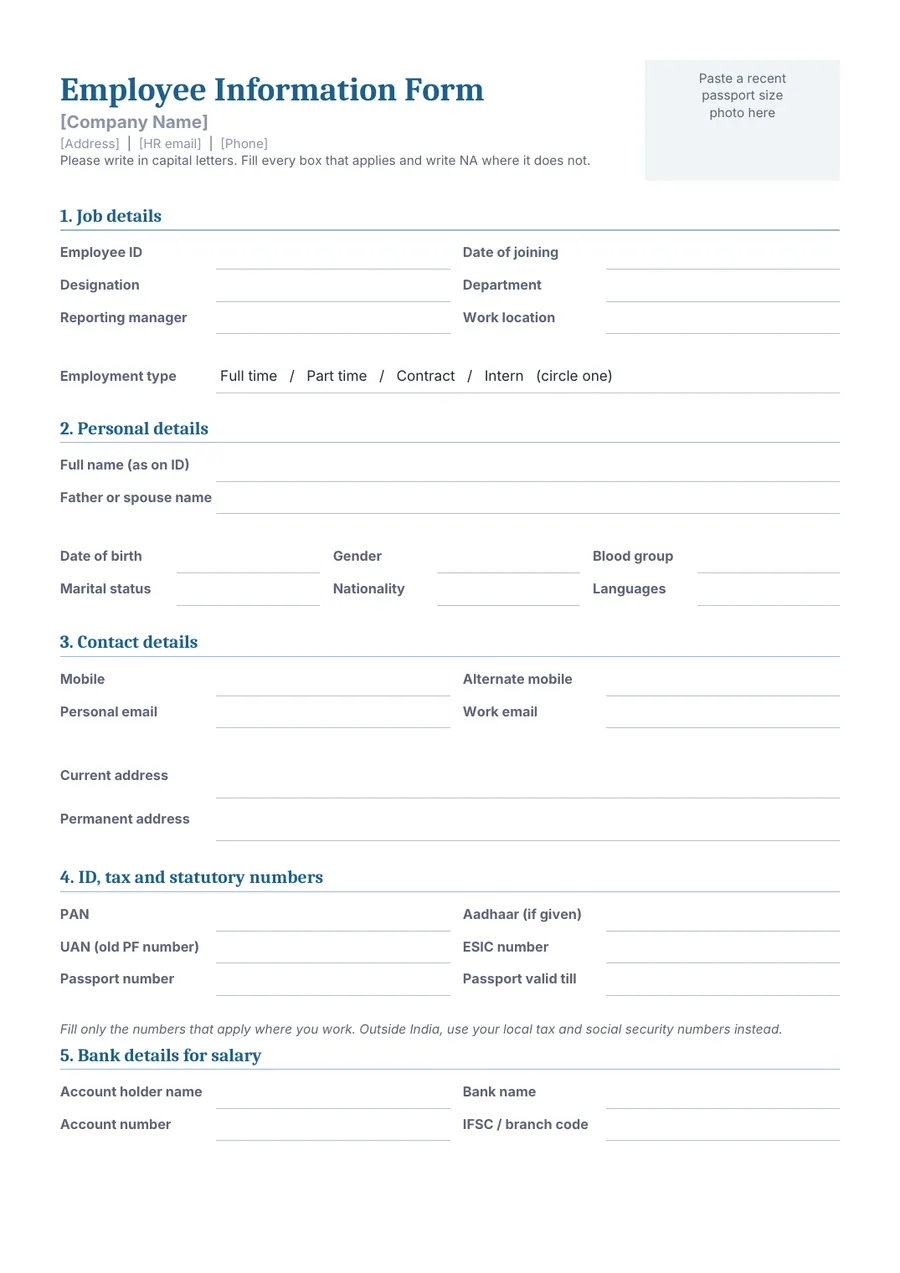 Employee Information Form
[Company Name]
[Address] | [HR email] | [Phone]
Please write in capital letters. Fill every box that applies and write NA where it does not.
Paste a recent
passport size
photo here
1. Job details
Employee ID Date of joining
Designation Department
Reporting manager Work location
Employment type Full time / Part time / Contract / Intern (circle one)
2. Personal details
Full name (as on ID)
Father or spouse name
Date of birth Gender Blood group
Marital status Nationality Languages
3. Contact details
Mobile Alternate mobile
Personal email Work email
Current address
Permanent address
4. ID, tax and statutory numbers
PAN Aadhaar (if given)
UAN (old PF number) ESIC number
Passport number Passport valid till
Fill only the numbers that apply where you work. Outside India, use your local tax and social security numbers instead.
5. Bank details for salary
Account holder name Bank name
Account number IFSC / branch code